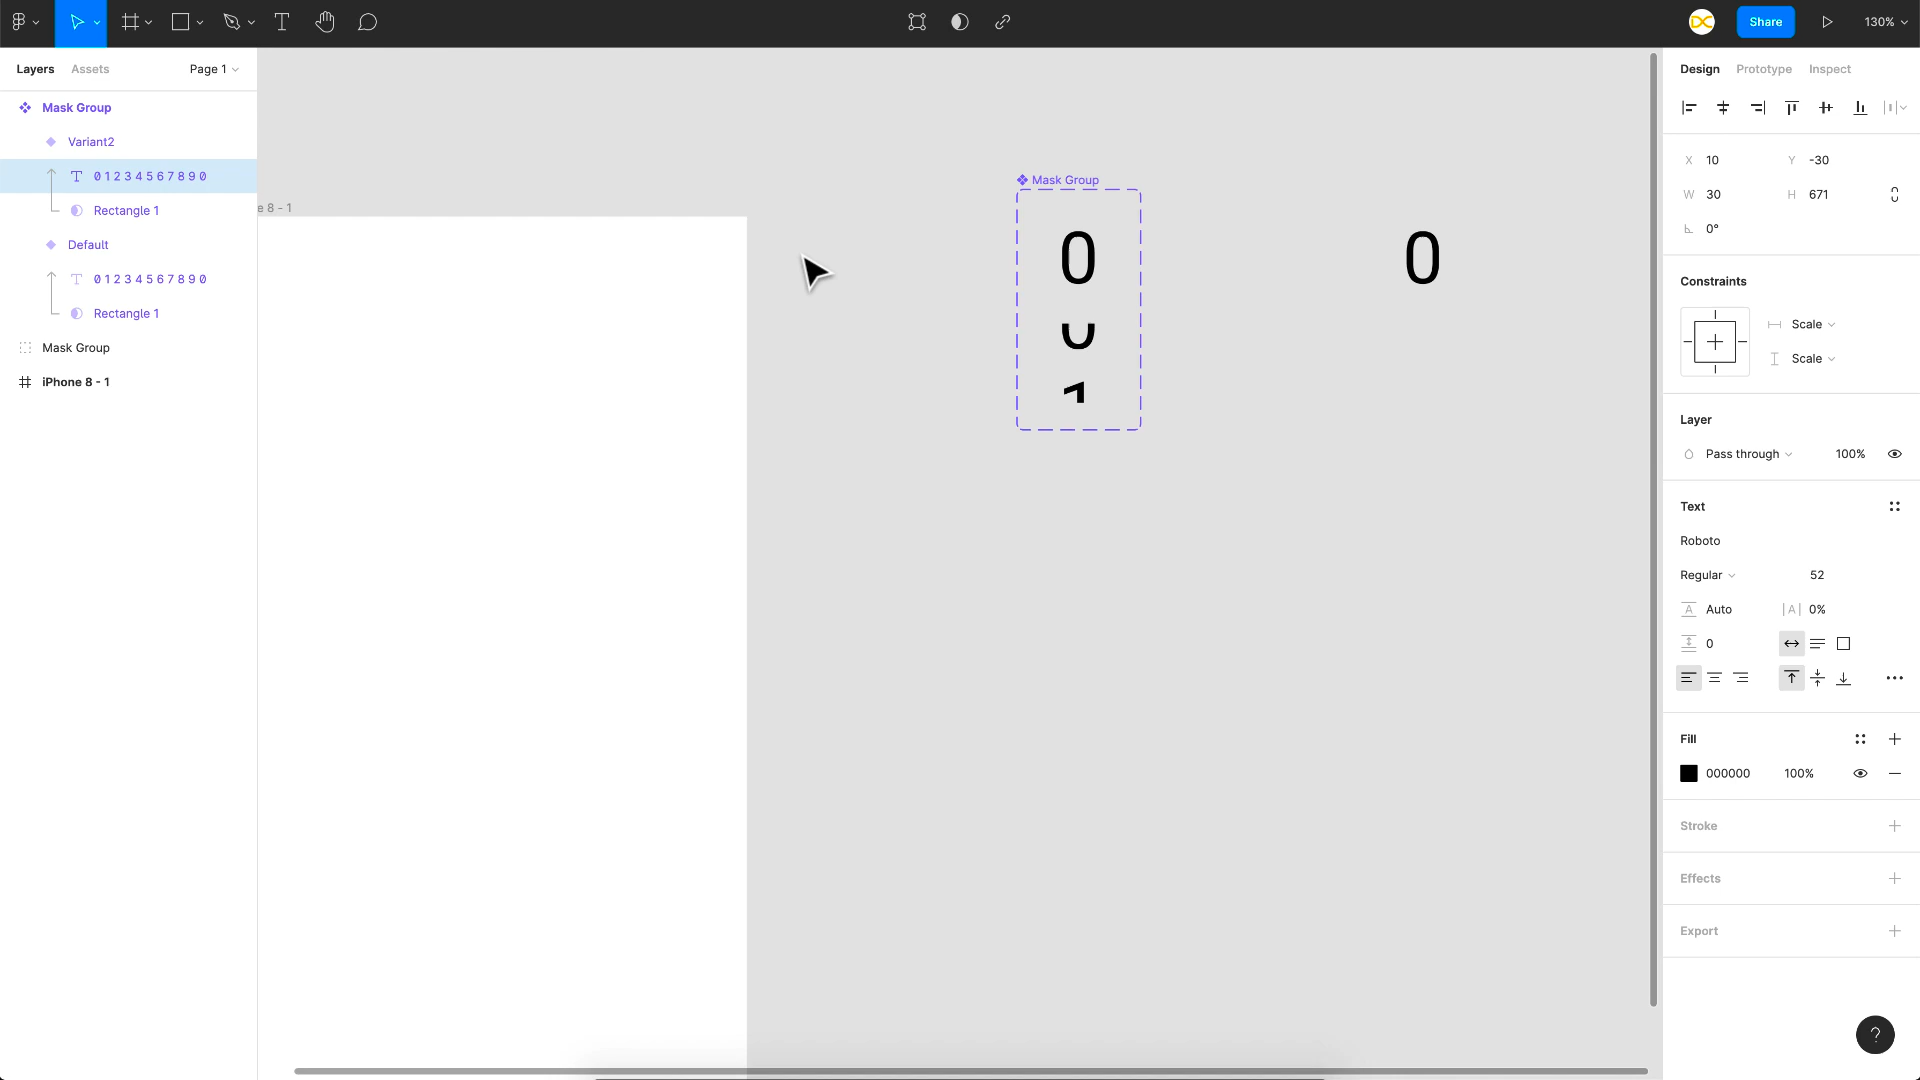 Share
130%
Layers
Assets
Page 1
Mask Group
Variant2
0 1 2 3 4 5 6 7 8 9 0
Rectangle 1
Default
0 1 2 3 4 5 6 7 8 9 0
Rectangle 1
Mask Group
iPhone 8 - 1
e 8 - 1
Mask Group
0
0
Design
Prototype
Inspect
X 10
Y -30
W 30
H 671
0°
Constraints
Scale
Scale
Layer
Pass through
100%
Text
Roboto
Regular
52
A Auto
|A| 0%
0
Fill
000000
100%
Stroke
Effects
Export
?